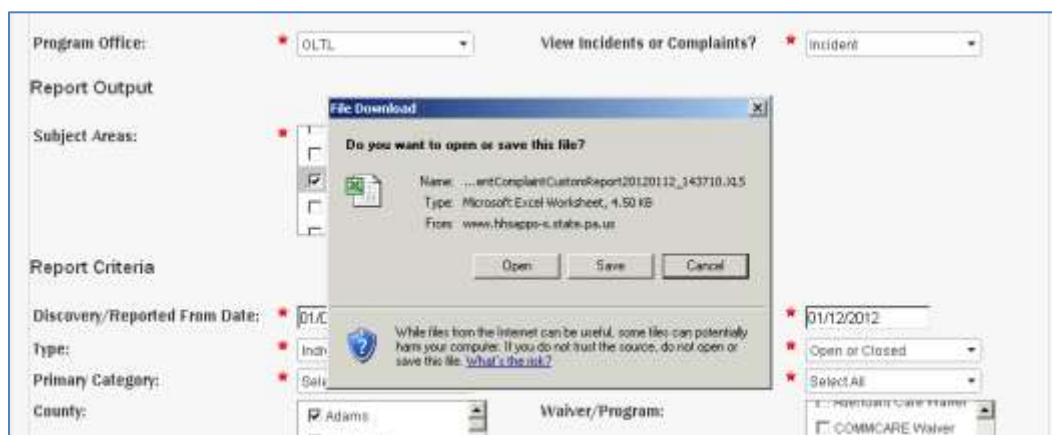 Program Office: * OLTL View Incidents or Complaints? * Incident
Report Output
File Download
Subject Areas: *
Do you want to open or save this file?
Name: ...entComplaintCustomReport20120112_143710.XLS
Type: Microsoft Excel Worksheet, 4.50 KB
From: www.hhsapps-s.state.pa.us
Open Save Cancel
Report Criteria
Discovery/Reported From Date: * 01/0 * 01/12/2012
While files from the Internet can be useful, some files can potentially
harm your computer. If you do not trust the source, do not open or
save this file. What's the risk?
Type: * Indiv * Open or Closed
Primary Category: * Sele * Select All
County: Adams Waiver/Program: Attendant Care Waiver
COMMCARE Waiver